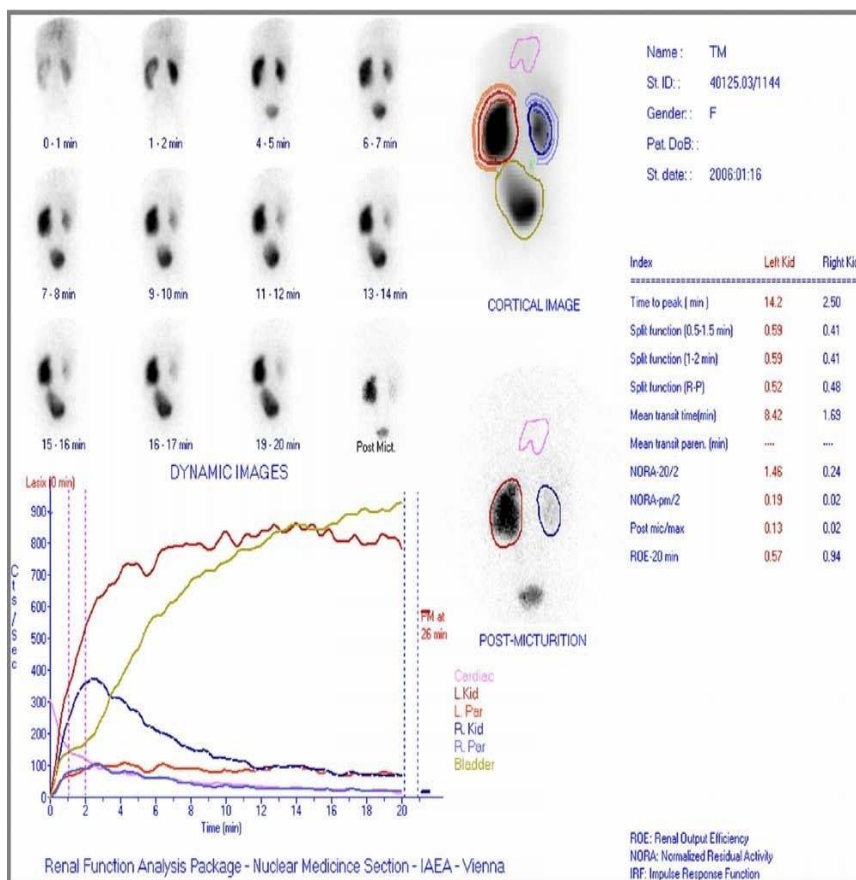 0 - 1 min
1 - 2 min
4 - 5 min
6 - 7 min
7 - 8 min
9 - 10 min
11 - 12 min
13 - 14 min
15 - 16 min
16 - 17 min
19 - 20 min
Post Mict.
DYNAMIC IMAGES
CORTICAL IMAGE
POST-MICTURITION
Name : TM
St. ID: : 40125.03/1144
Gender: : F
Pat. DoB: :
St. date: : 2006:01:16
Index Left Kid Right Kid
Time to peak ( min ) 14.2 2.50
Split function (0.5-1.5 min) 0.59 0.41
Split function (1-2 min) 0.59 0.41
Split function (R-P) 0.52 0.48
Mean transit time(min) 8.42 1.69
Mean transit paren. (min) ---- ----
NORA-20/2 1.46 0.24
NORA-pm/2 0.19 0.02
Post mic/max 0.13 0.02
ROE-20 min 0.57 0.94
Lasix (0 min)
Cts/Sec
900
800
700
600
500
400
300
200
100
0
0 2 4 6 8 10 12 14 16 18 20
Time (min)
PM at
26 min
Cardiac
L.Kid
L. Par
R. Kid
R. Par
Bladder
Renal Function Analysis Package - Nuclear Medicince Section - IAEA - Vienna
ROE: Renal Output Efficiency
NORA: Normalized Residual Activity
IRF: Impulse Response Function